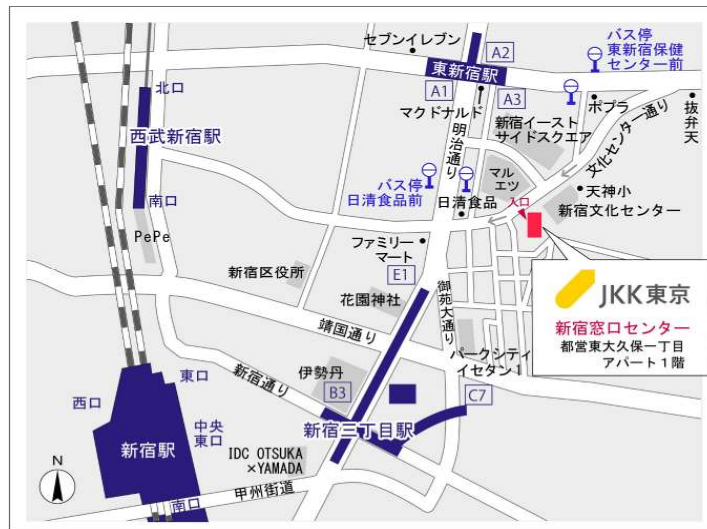 セブンイレブン
A2
バス停
東新宿保健
センター前
東新宿駅
A1
A3
マクドナルド
ポプラ
抜弁天
北口
西武新宿駅
南口
PePe
明治通り
新宿イースト
サイドスクエア
文化センター通り
バス停
日清食品前
マル
エツ
日清食品
入口
天神小
新宿文化センター
ファミリー
マート
E1
新宿区役所
花園神社
御苑大通り
靖国通り
JKK東京
新宿窓口センター
都営東大久保一丁目
アパート1階
パークシティ
イセタン1
新宿通り
伊勢丹
B3
C7
東口
西口
中央
東口
新宿駅
新宿三丁目駅
IDC OTSUKA
×YAMADA
甲州街道
南口
N